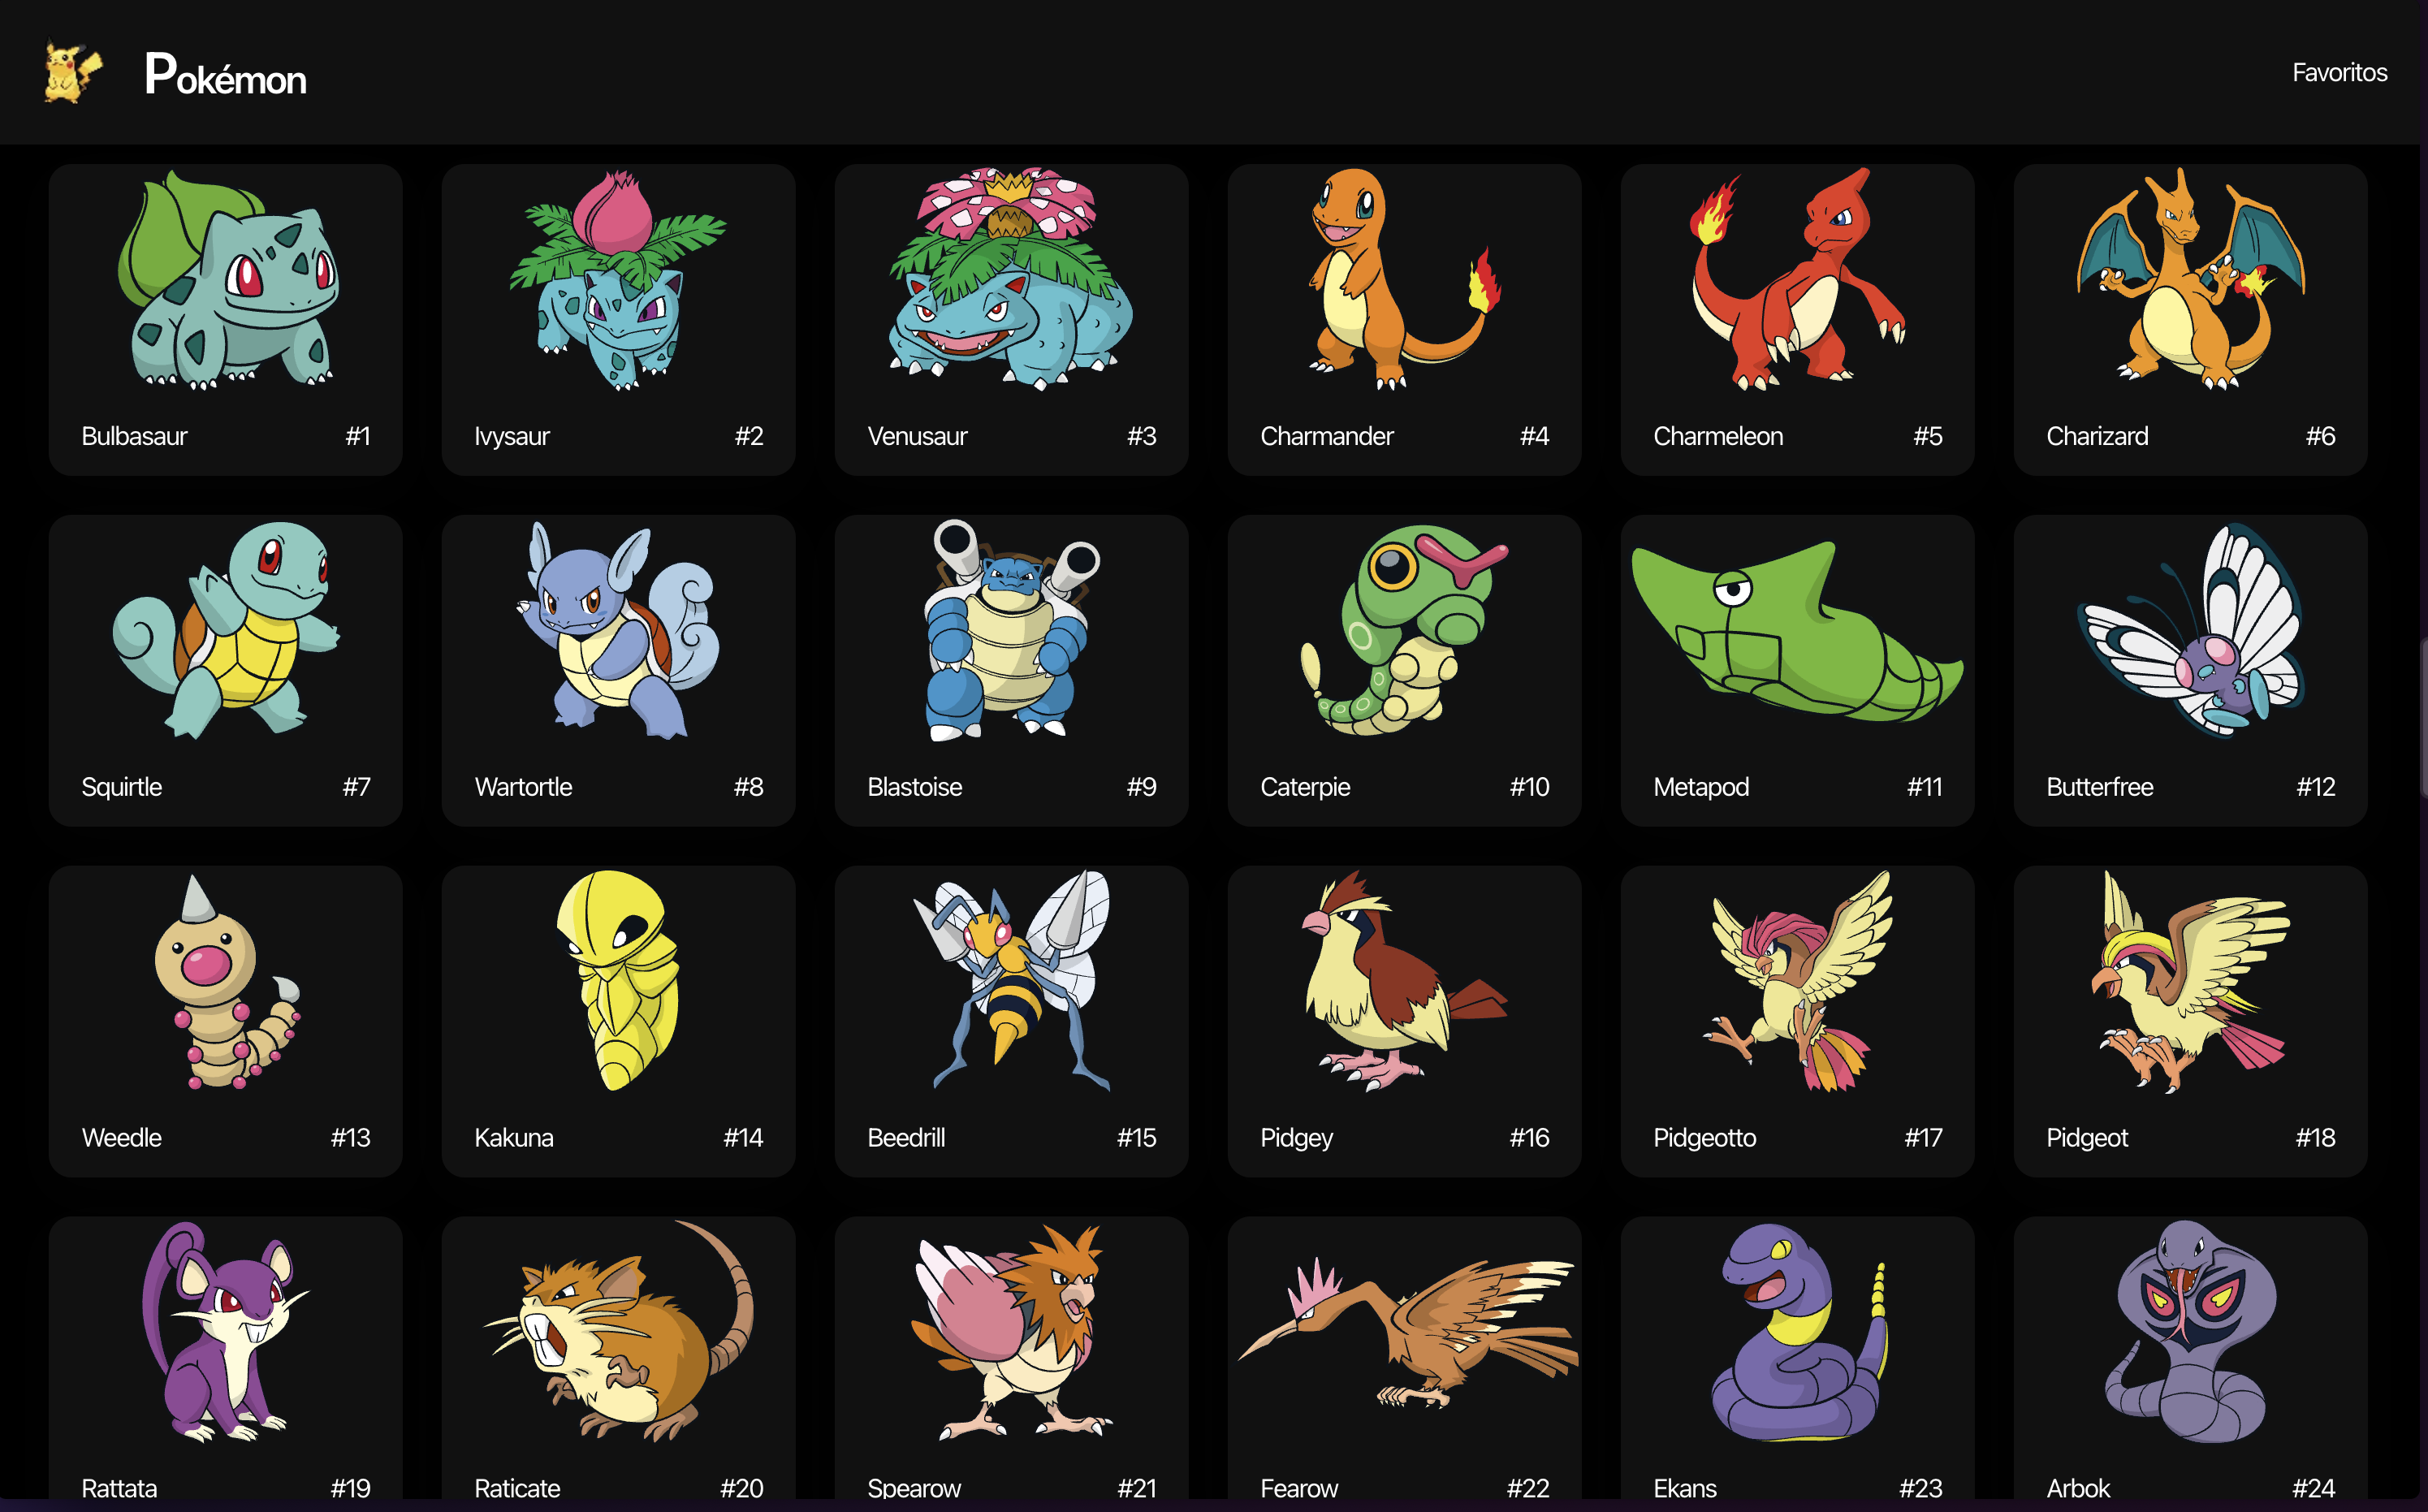 Pokémon Favoritos
Bulbasaur #1 Ivysaur #2 Venusaur #3 Charmander #4 Charmeleon #5 Charizard #6
Squirtle #7 Wartortle #8 Blastoise #9 Caterpie #10 Metapod #11 Butterfree #12
Weedle #13 Kakuna #14 Beedrill #15 Pidgey #16 Pidgeotto #17 Pidgeot #18
Rattata #19 Raticate #20 Spearow #21 Fearow #22 Ekans #23 Arbok #24